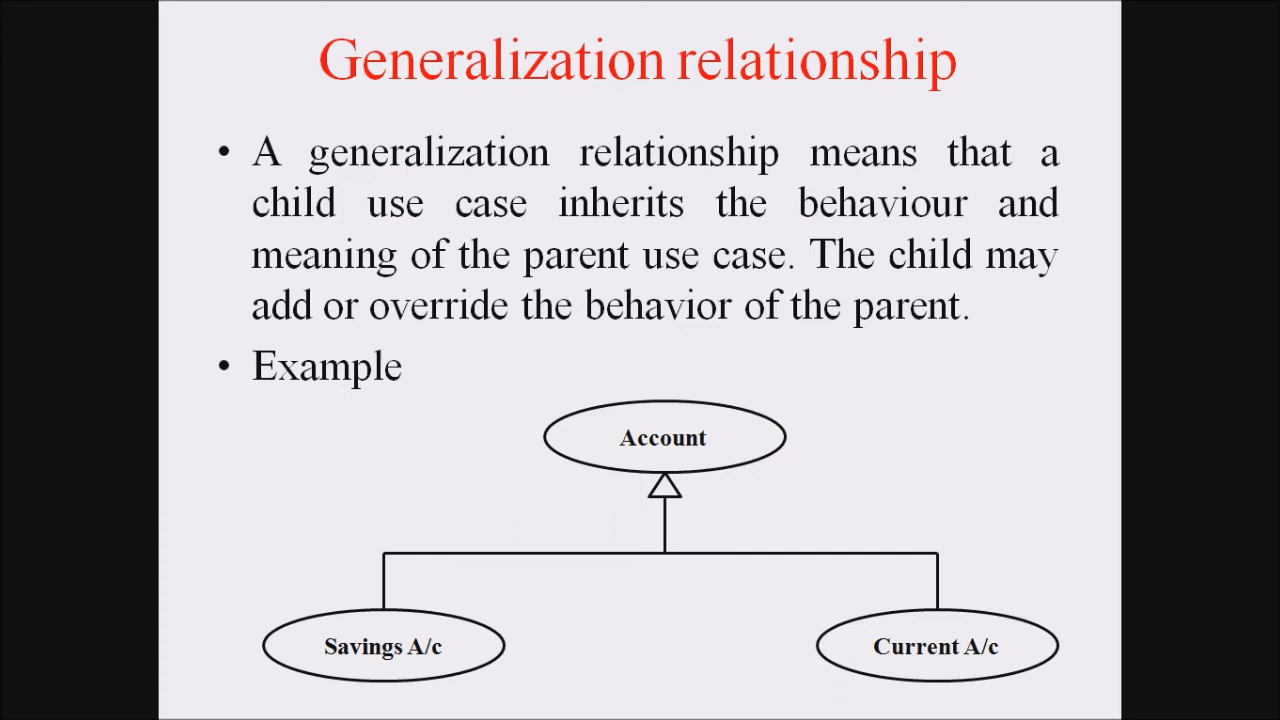 Generalization relationship
• A generalization relationship means that a
child use case inherits the behaviour and
meaning of the parent use case. The child may
add or override the behavior of the parent.
• Example
Account
Savings A/c
Current A/c